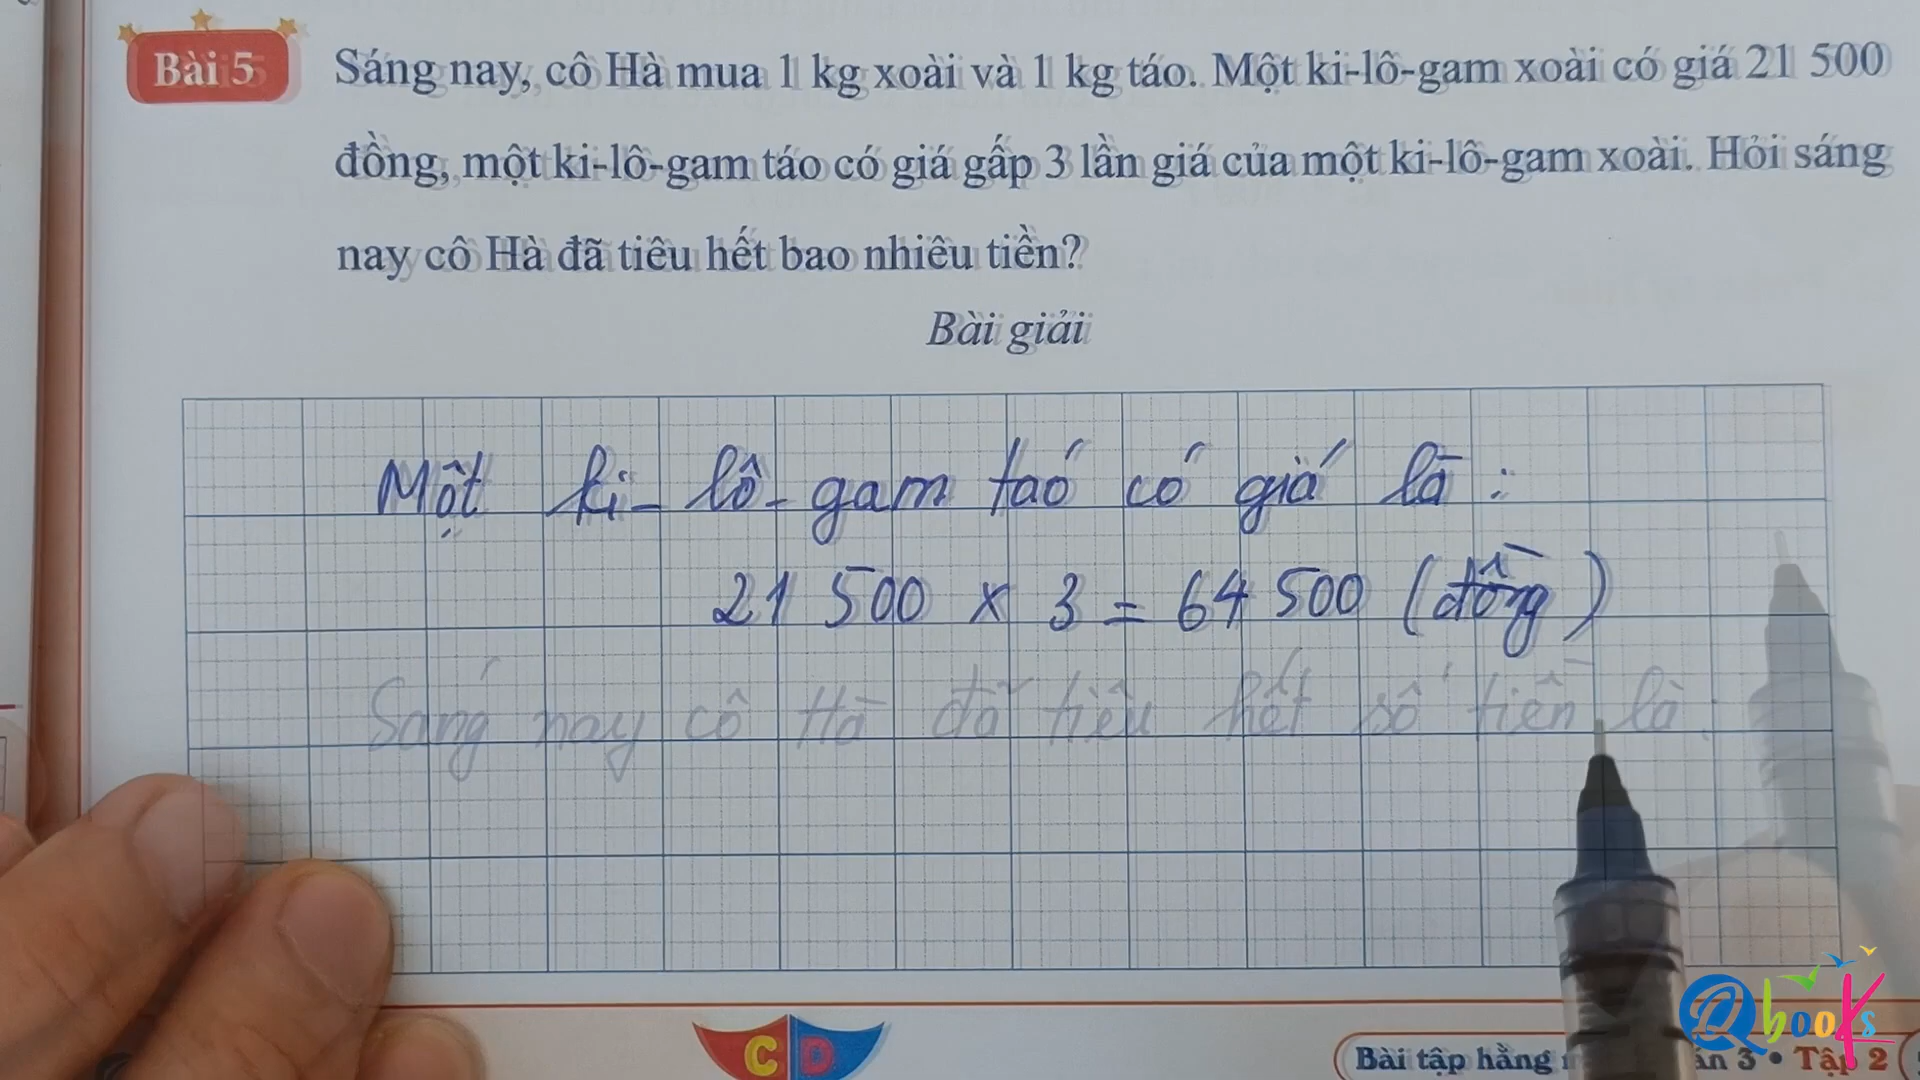 Bài 5
Sáng nay, cô Hà mua 1 kg xoài và 1 kg táo. Một ki-lô-gam xoài có giá 21 500
đồng, một ki-lô-gam táo có giá gấp 3 lần giá của một ki-lô-gam xoài. Hỏi sáng
nay cô Hà đã tiêu hết bao nhiêu tiền?
Bài giải
Một ki-lô-gam táo có giá là:
21 500 x 3 = 64 500 (đồng)
Sáng nay cô Hà đã tiêu hết số tiền là:
C D
Bài tập hằng 3 • Tập 2
Qbooks